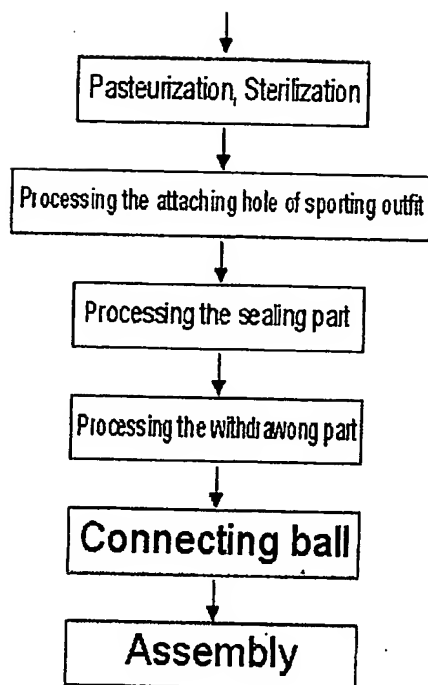 Pasteurization, Sterilization
Processing the attaching hole of sporting outfit
Processing the sealing part
Processing the withdrawong part
Connecting ball
Assembly